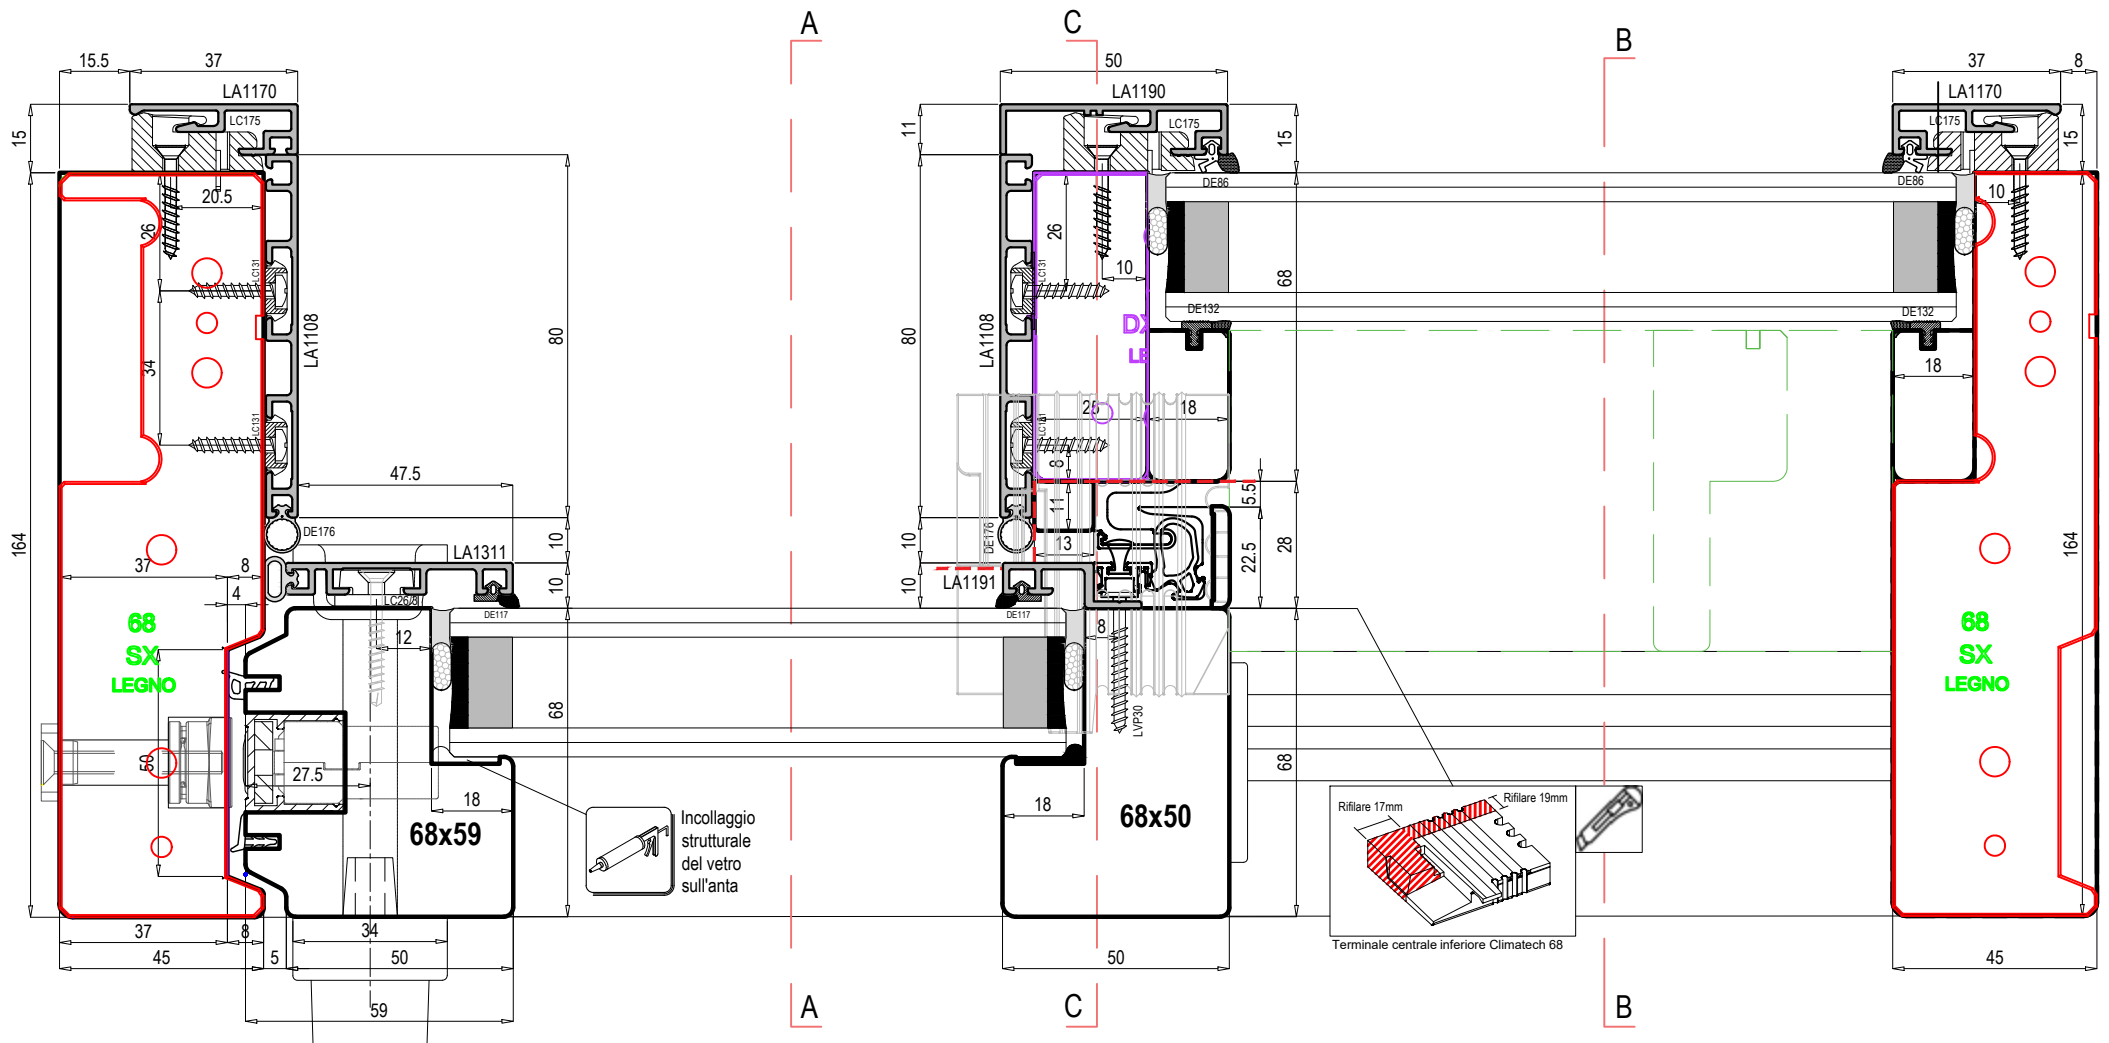 A
C
B
15.5
37
50
37
8
LA1170
LA1190
LA1170
LC175
LC175
LC175
15
11
15
15
20.5
DE86
DE86
10
26
26
10
LC131
LC131
68
80
80
DE132
DE132
LA1108
LA1108
DX
LE
34
18
LC131
LC131
25
18
47.5
8
5.5
11
164
DE176
DE176
10
10
13
28
22.5
164
LA1311
LA1191
37
8
10
10
4
LC26/8
DE117
DE117
68
SX
LEGNO
12
8
68
SX
LEGNO
68
LVP30
50
27.5
68
18
18
68x59
68x50
Incollaggio
strutturale
del vetro
sull'anta
Rifilare 17mm
Rifilare 19mm
Terminale centrale inferiore Climatech 68
37
8
34
45
5
50
50
45
59
A
C
B